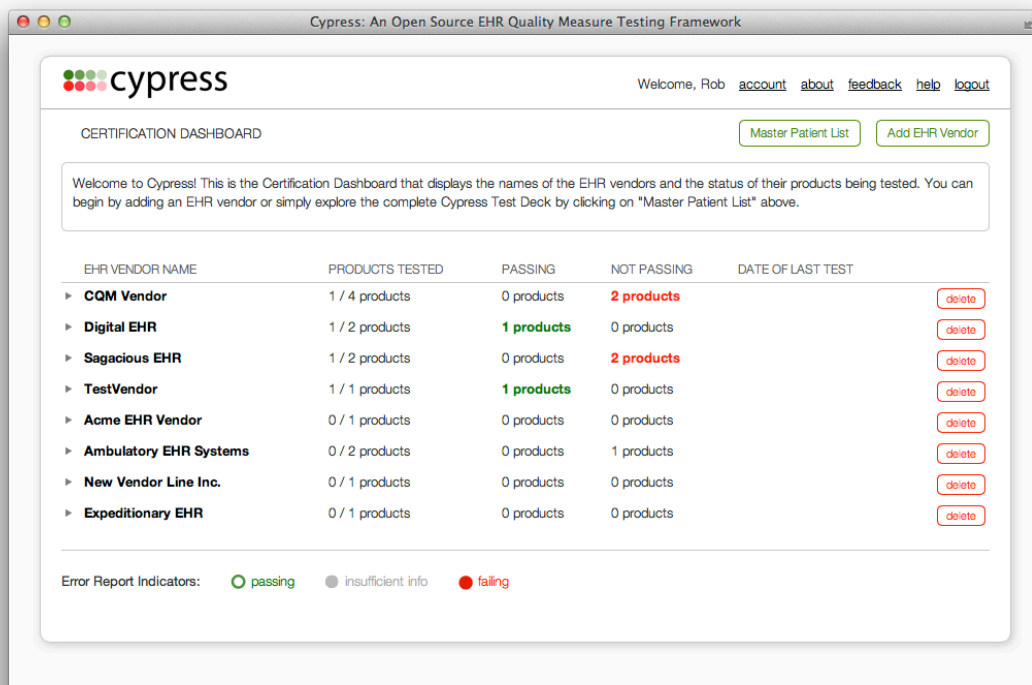 Cypress: An Open Source EHR Quality Measure Testing Framework
cypress
Welcome, Rob account about feedback help logout
CERTIFICATION DASHBOARD
Master Patient List Add EHR Vendor
Welcome to Cypress! This is the Certification Dashboard that displays the names of the EHR vendors and the status of their products being tested. You can
begin by adding an EHR vendor or simply explore the complete Cypress Test Deck by clicking on "Master Patient List" above.
EHR VENDOR NAME PRODUCTS TESTED PASSING NOT PASSING DATE OF LAST TEST
CQM Vendor 1 / 4 products 0 products 2 products delete
Digital EHR 1 / 2 products 1 products 0 products delete
Sagacious EHR 1 / 2 products 0 products 2 products delete
TestVendor 1 / 1 products 1 products 0 products delete
Acme EHR Vendor 0 / 1 products 0 products 0 products delete
Ambulatory EHR Systems 0 / 2 products 0 products 1 products delete
New Vendor Line Inc. 0 / 1 products 0 products 0 products delete
Expeditionary EHR 0 / 1 products 0 products 0 products delete
Error Report Indicators: passing insufficient info failing